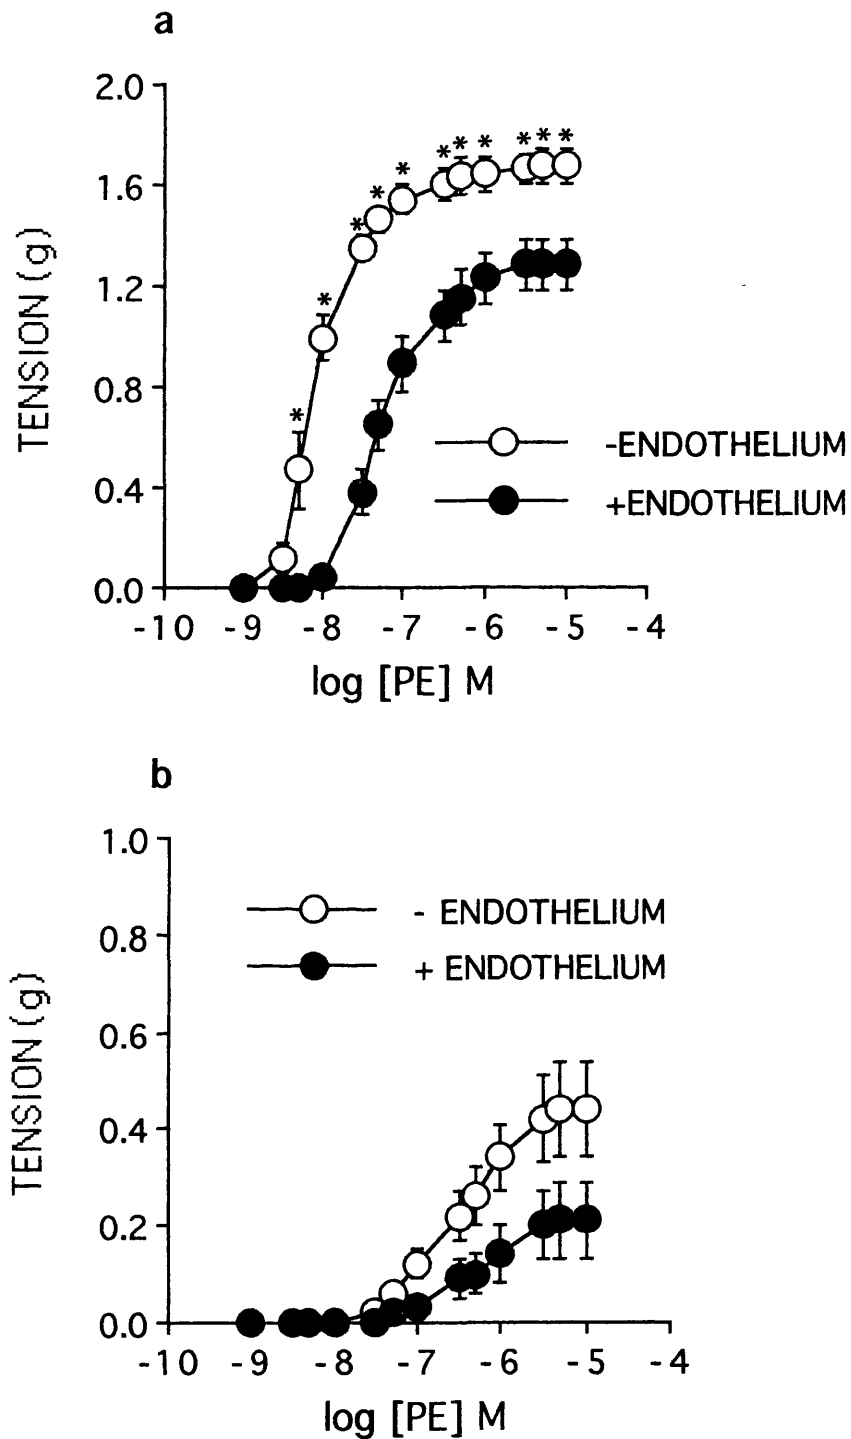 a
2.0
1.6
1.2
0.8
0.4
0.0
TENSION (g)
* * * * * * * * * * *
-ENDOTHELIUM
+ENDOTHELIUM
-10 -9 -8 -7 -6 -5 -4
log [PE] M
b
1.0
0.8
0.6
0.4
0.2
0.0
TENSION (g)
- ENDOTHELIUM
+ ENDOTHELIUM
-10 -9 -8 -7 -6 -5 -4
log [PE] M